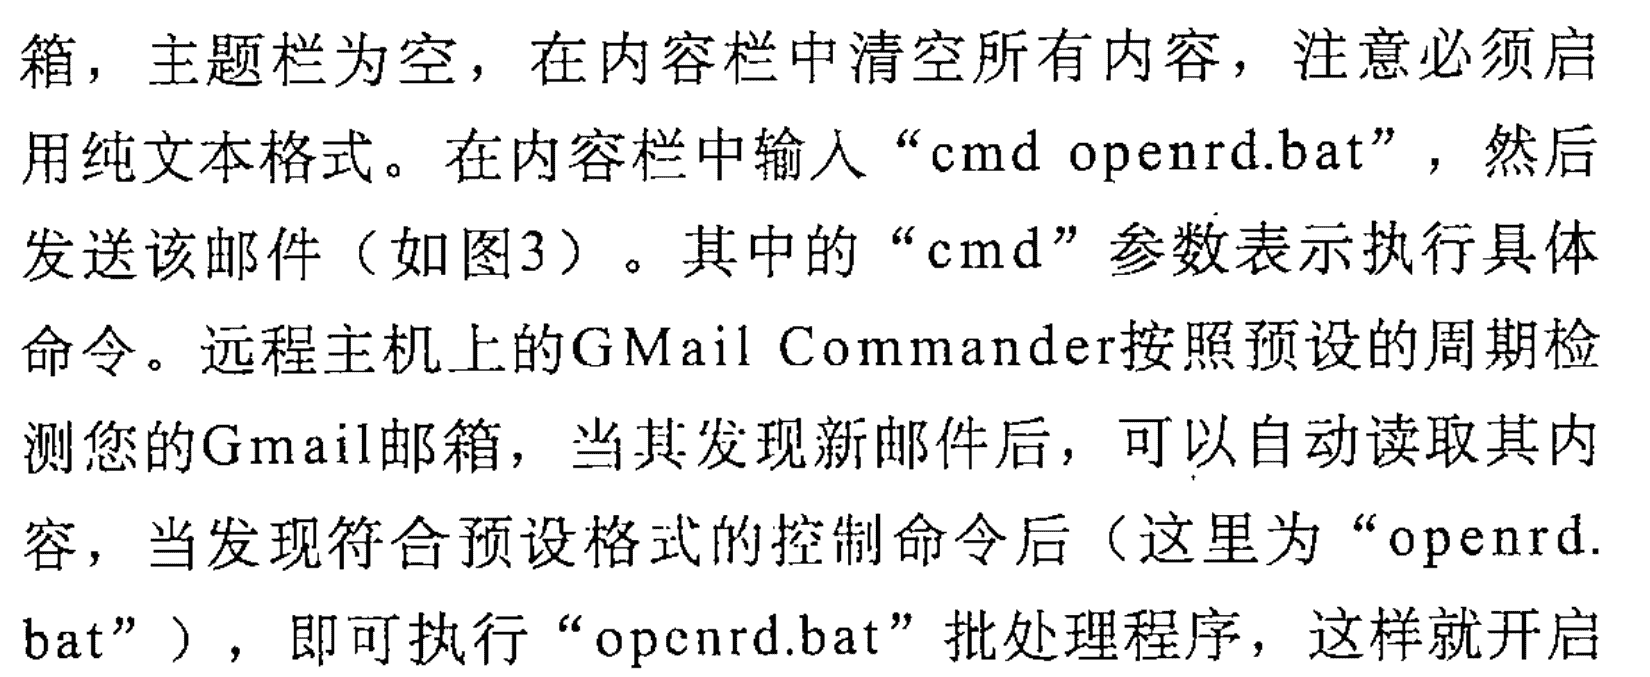 箱，主题栏为空，在内容栏中清空所有内容，注意必须启
用纯文本格式。在内容栏中输入“cmd openrd.bat”，然后
发送该邮件（如图3）。其中的“cmd”参数表示执行具体
命令。远程主机上的GMail Commander按照预设的周期检
测您的Gmail邮箱，当其发现新邮件后，可以自动读取其内
容，当发现符合预设格式的控制命令后（这里为“openrd.
bat”），即可执行“openrd.bat”批处理程序，这样就开启